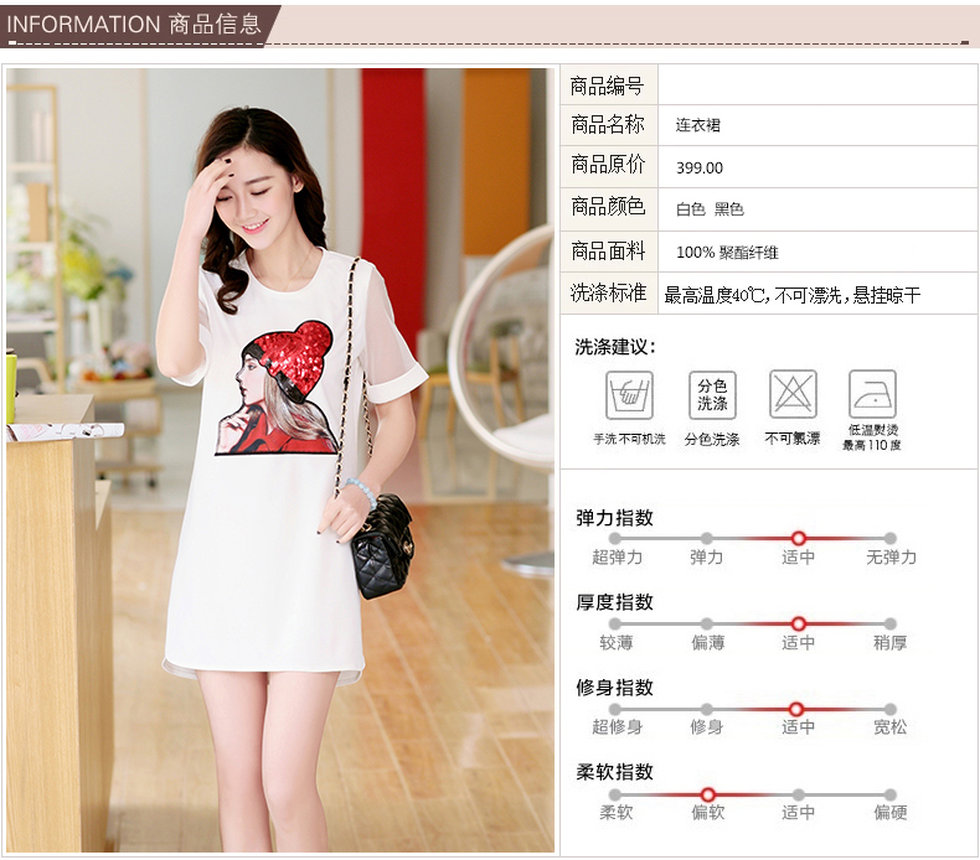 INFORMATION 商品信息
商品编号
商品名称 连衣裙
商品原价 399.00
商品颜色 白色 黑色
商品面料 100% 聚酯纤维
洗涤标准 最高温度40℃,不可漂洗,悬挂晾干
洗涤建议:
分色
洗涤
手洗不可机洗 分色洗涤 不可氯漂 低温熨烫
最高110度
弹力指数
超弹力 弹力 适中 无弹力
厚度指数
较薄 偏薄 适中 稍厚
修身指数
超修身 修身 适中 宽松
柔软指数
柔软 偏软 适中 偏硬